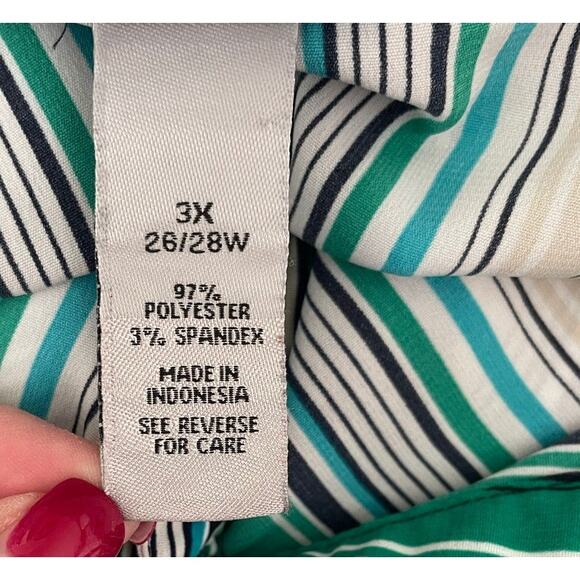 3X
26/28W
97%
POLYESTER
3% SPANDEX
MADE IN
INDONESIA
SEE REVERSE
FOR CARE